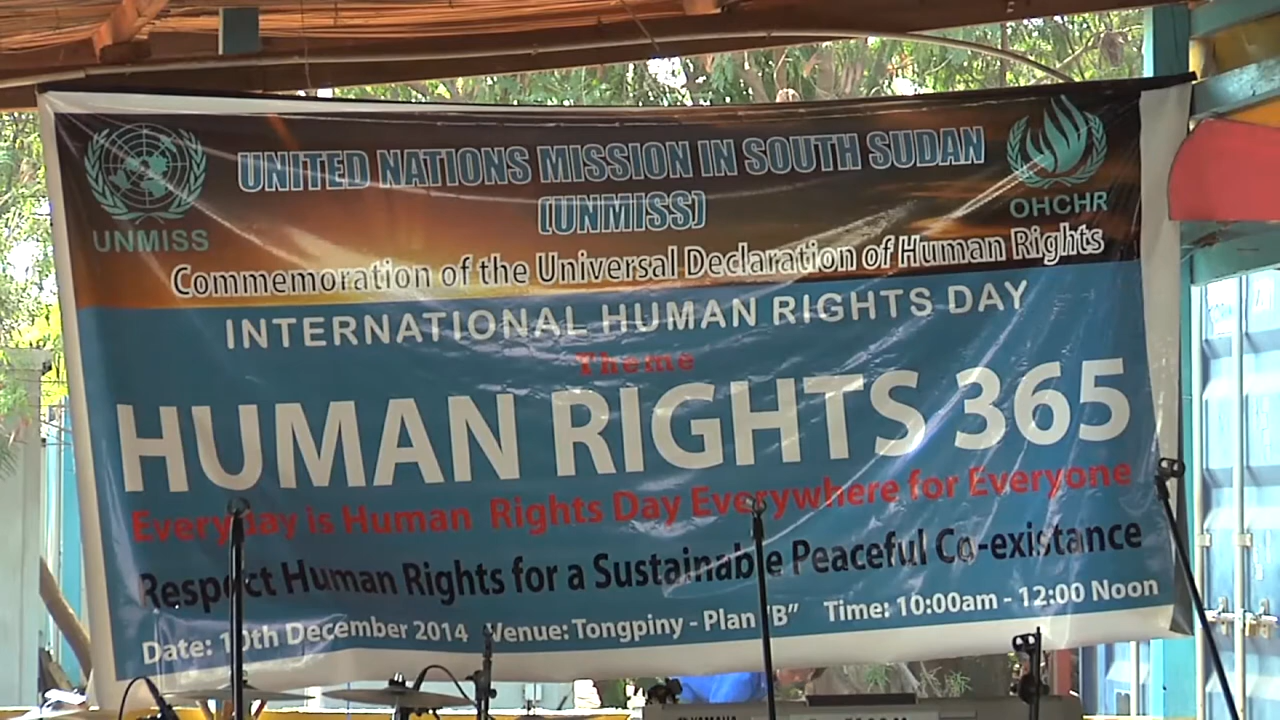 UNITED NATIONS MISSION IN SOUTH SUDAN
(UNMISS)
UNMISS
OHCHR
Commemoration of the Universal Declaration of Human Rights
INTERNATIONAL HUMAN RIGHTS DAY
Theme
HUMAN RIGHTS 365
Everyday is Human Rights Day Everywhere for Everyone
Respect Human Rights for a Sustainable Peaceful Co-existance
Date: 10th December 2014 Venue: Tongpiny - Plan "B" Time: 10:00am - 12:00 Noon
YAMAHA